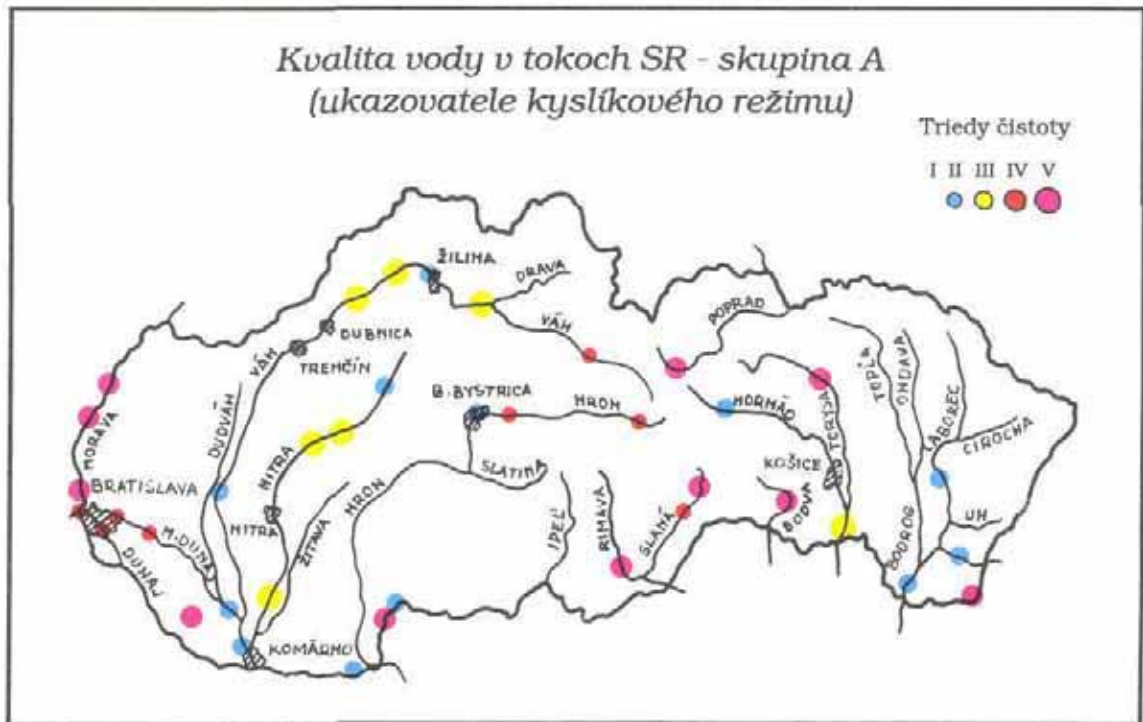 Kvalita vody v tokoch SR - skupina A
(ukazovatele kyslíkového režimu)
Triedy čistoty
I II III IV V
ŽILINA
DRAVA
VÁH
POPRAD
DUBNICA
TRENČÍN
VÁH
B. BYSTRICA
HRON
HORNÁD
TORYSA
TOPĽA
ONDAVA
LABOREC
CIROCHA
MORAVA
DUDVÁH
NITRA
HRON
SLATINA
KOŠICE
BRATISLAVA
NITRA
ŽITAVA
IPEĽ
RIMAVA
SLANÁ
BODVA
BODROG
UH
M. DUNAJ
DUNAJ
KOMÁRNO